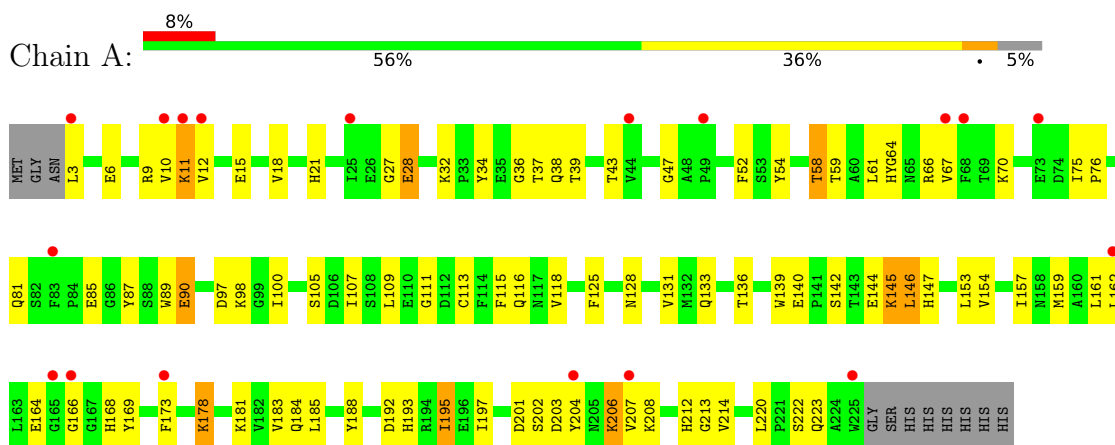 8%
Chain A:
56% 36% • 5%
MET GLY ASN L3 E6 R9 V10 K11 V12 E15 V18 H21 I25 E26 G27 E28 K32 P33 Y34 E35 G36 T37 Q38 T39 T43 V44 G47 A48 P49 F52 S53 Y54 T58 T59 A60 L61 HYG64 N65 R66 V67 F68 T69 K70 E73 D74 I75 P76
Q81 S82 F83 P84 E85 G86 Y87 S88 W89 E90 D97 K98 G99 I100 S105 D106 I107 S108 L109 E110 G111 D112 C113 F114 F115 Q116 N117 V118 F125 N128 V131 M132 Q133 T136 W139 E140 P141 S142 T143 E144 K145 L146 H147 L153 V154 I157 N158 M159 A160 L161 L162
L163 E164 G165 G166 G167 H168 Y169 F173 K178 K181 V182 V183 Q184 L185 Y188 D192 H193 R194 I195 E196 I197 D201 S202 D203 Y204 N205 K206 V207 K208 H212 G213 V214 L220 P221 S222 Q223 A224 W225 GLY SER HIS HIS HIS HIS HIS HIS